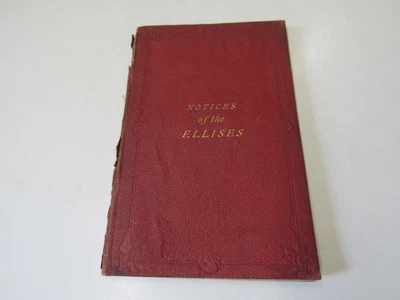 NOTICES
of the
ELLISES